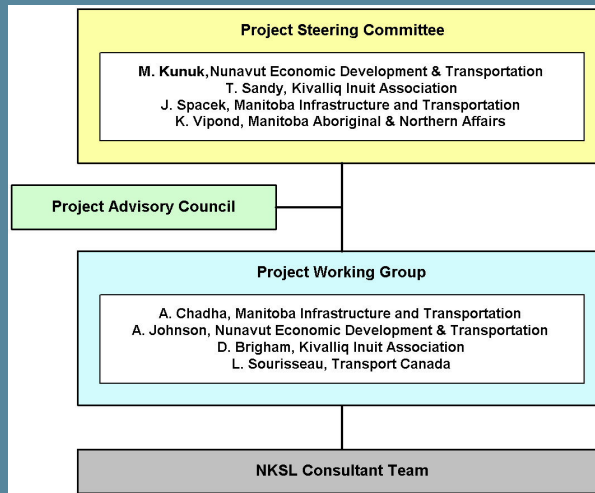 Project Steering Committee
M. Kunuk,Nunavut Economic Development & Transportation
T. Sandy, Kivalliq Inuit Association
J. Spacek, Manitoba Infrastructure and Transportation
K. Vipond, Manitoba Aboriginal & Northern Affairs
Project Advisory Council
Project Working Group
A. Chadha, Manitoba Infrastructure and Transportation
A. Johnson, Nunavut Economic Development & Transportation
D. Brigham, Kivalliq Inuit Association
L. Sourisseau, Transport Canada
NKSL Consultant Team